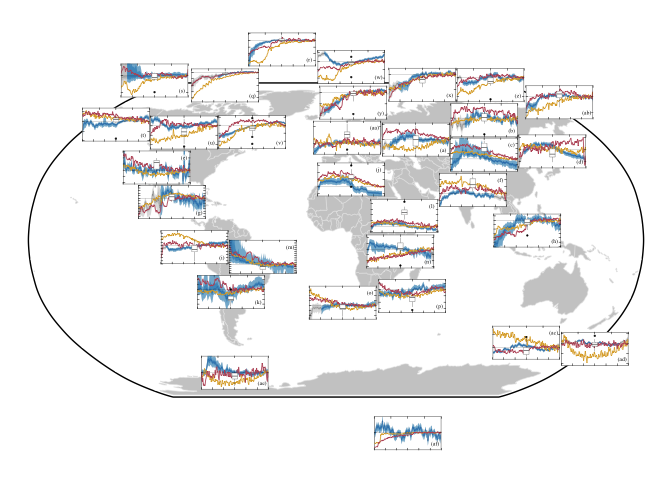 (r)
(w)
(s)
(q)
(x)
(z)
(ab)
(y)
(t)
(u)
(v)
(aa)
(a)
(b)
(c)
(d)
(j)
(f)
(g)
(l)
(h)
(i)
(m)
(n)
(k)
(o)
(p)
(ae)
(ad)
(ac)
(af)